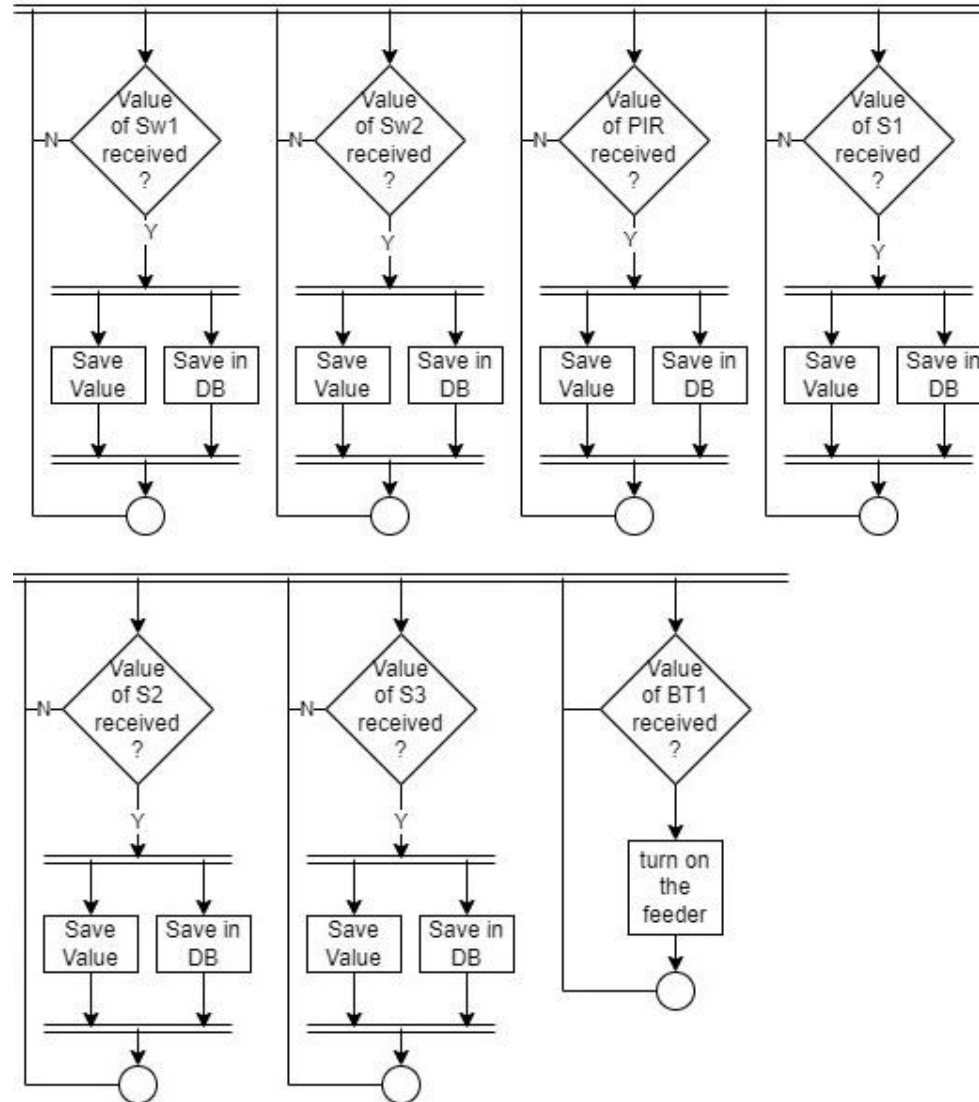 Value
of Sw1
received
?
N
Y
Save
Value
Save in
DB
Value
of Sw2
received
?
N
Y
Save
Value
Save in
DB
Value
of PIR
received
?
N
Y
Save
Value
Save in
DB
Value
of S1
received
?
N
Y
Save
Value
Save in
DB
Value
of S2
received
?
N
Y
Save
Value
Save in
DB
Value
of S3
received
?
N
Y
Save
Value
Save in
DB
Value
of BT1
received
?
turn on
the
feeder